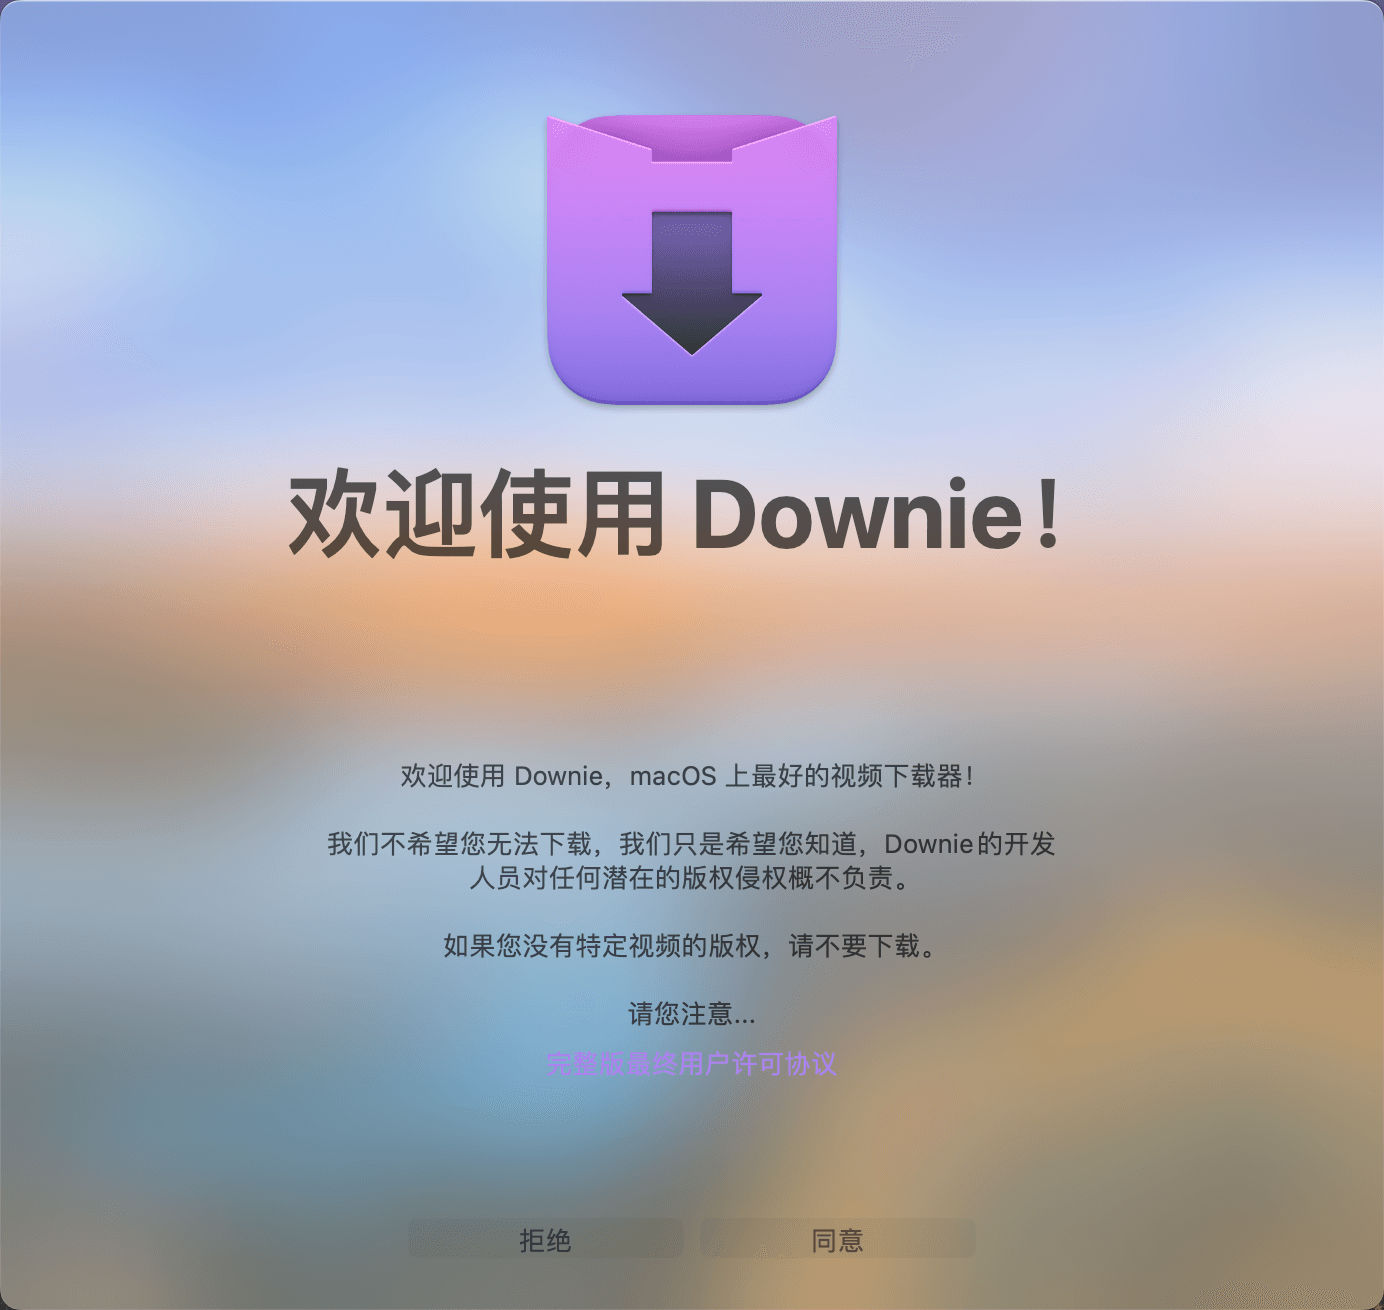 欢迎使用 Downie！
欢迎使用 Downie，macOS 上最好的视频下载器！
我们不希望您无法下载，我们只是希望您知道，Downie的开发
人员对任何潜在的版权侵权概不负责。
如果您没有特定视频的版权，请不要下载。
请您注意...
完整版最终用户许可协议
拒绝
同意